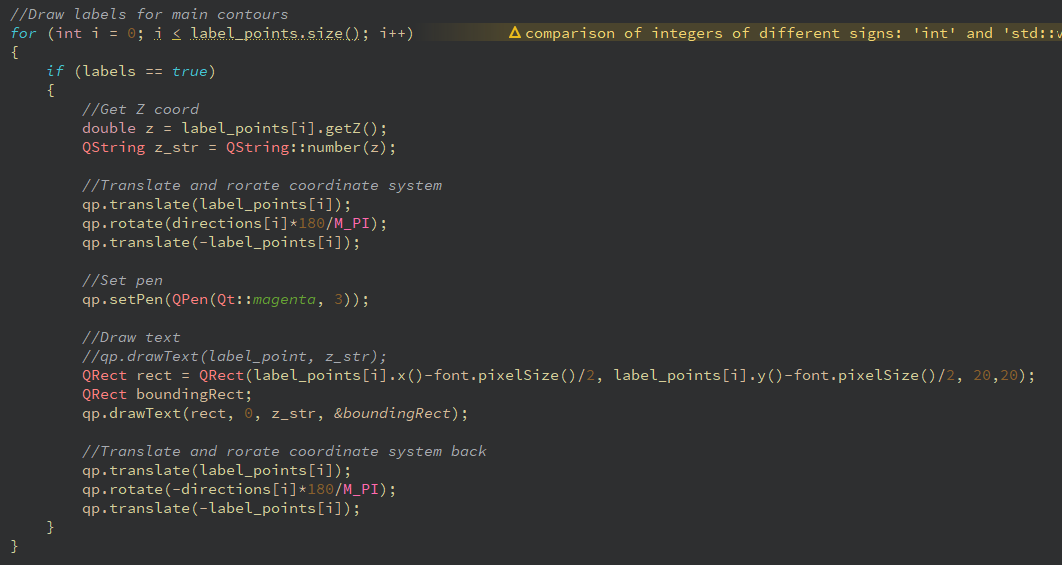 //Draw labels for main contours
for (int i = 0; i < label_points.size(); i++) comparison of integers of different signs: 'int' and 'std::v
{
if (labels == true)
{
//Get Z coord
double z = label_points[i].getZ();
QString z_str = QString::number(z);
//Translate and rorate coordinate system
qp.translate(label_points[i]);
qp.rotate(directions[i]*180/M_PI);
qp.translate(-label_points[i]);
//Set pen
qp.setPen(QPen(Qt::magenta, 3));
//Draw text
//qp.drawText(label_point, z_str);
QRect rect = QRect(label_points[i].x()-font.pixelSize()/2, label_points[i].y()-font.pixelSize()/2, 20,20);
QRect boundingRect;
qp.drawText(rect, 0, z_str, &boundingRect);
//Translate and rorate coordinate system back
qp.translate(label_points[i]);
qp.rotate(-directions[i]*180/M_PI);
qp.translate(-label_points[i]);
}
}